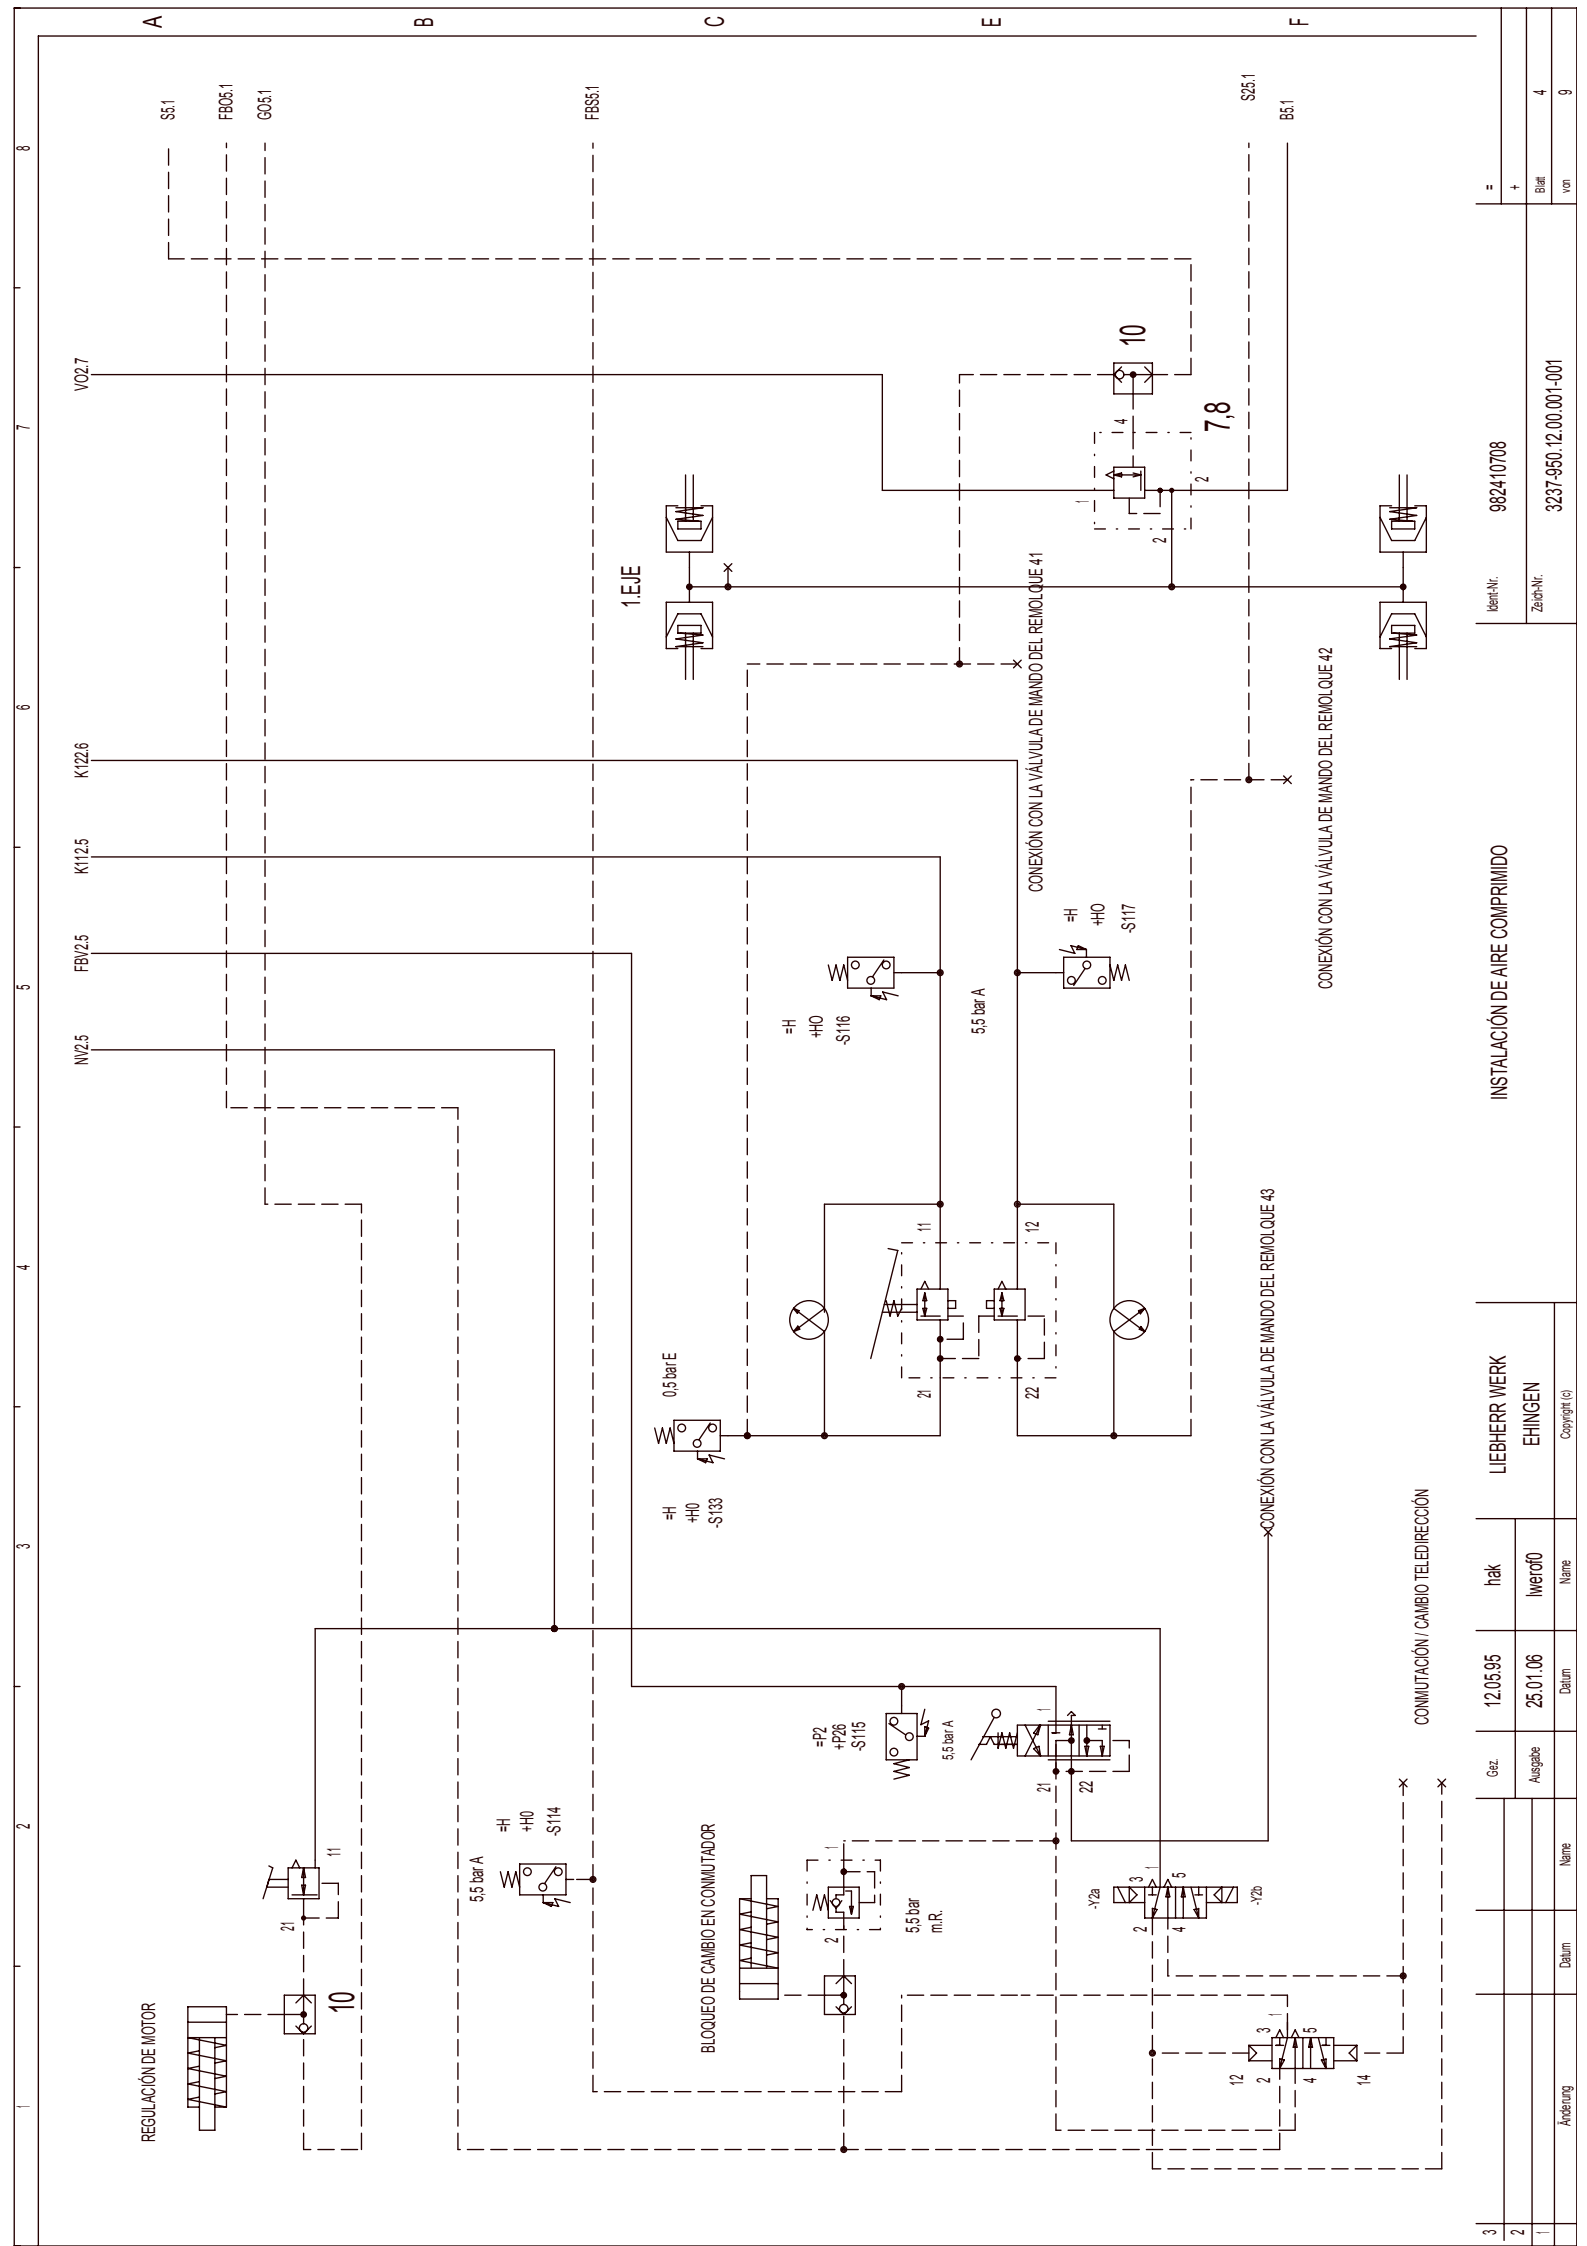 1
2
3
4
5
6
7
8
A
B
C
E
F
NV2.5
FBV2.5
K112.5
K122.6
VO2.7
S5.1
FBO5.1
GO5.1
FBS5.1
S25.1
B5.1
REGULACIÓN DE MOTOR
10
21
11
5,5 bar A
=H
+H0
-S114
BLOQUEO DE CAMBIO EN CONMUTADOR
2
1
5,5 bar
m.R.
=P2
+P26
-S115
5,5 bar A
21
22
1
-Y2a
2
4
3
1
5
-Y2b
12
2
4
14
3
1
5
=H
+H0
-S133
0,5 bar E
21
22
11
12
=H
+HO
-S116
5,5 bar A
=H
+HO
-S117
1.EJE
CONEXIÓN CON LA VÁLVULA DE MANDO DEL REMOLQUE 41
CONEXIÓN CON LA VÁLVULA DE MANDO DEL REMOLQUE 42
CONEXIÓN CON LA VÁLVULA DE MANDO DEL REMOLQUE 43
CONMUTACIÓN / CAMBIO TELEDIRECCIÓN
10
7,8
1
4
2
2
3
2
1
Änderung
Datum
Name
Gez.
12.05.95
hak
Ausgabe
25.01.06
lwerof0
Datum
Name
LIEBHERR WERK
EHINGEN
Copyright (c)
INSTALACIÓN DE AIRE COMPRIMIDO
Ident-Nr.
982410708
Zeich-Nr.
3237-950.12.00.001-001
=
+
Blatt
4
von
9